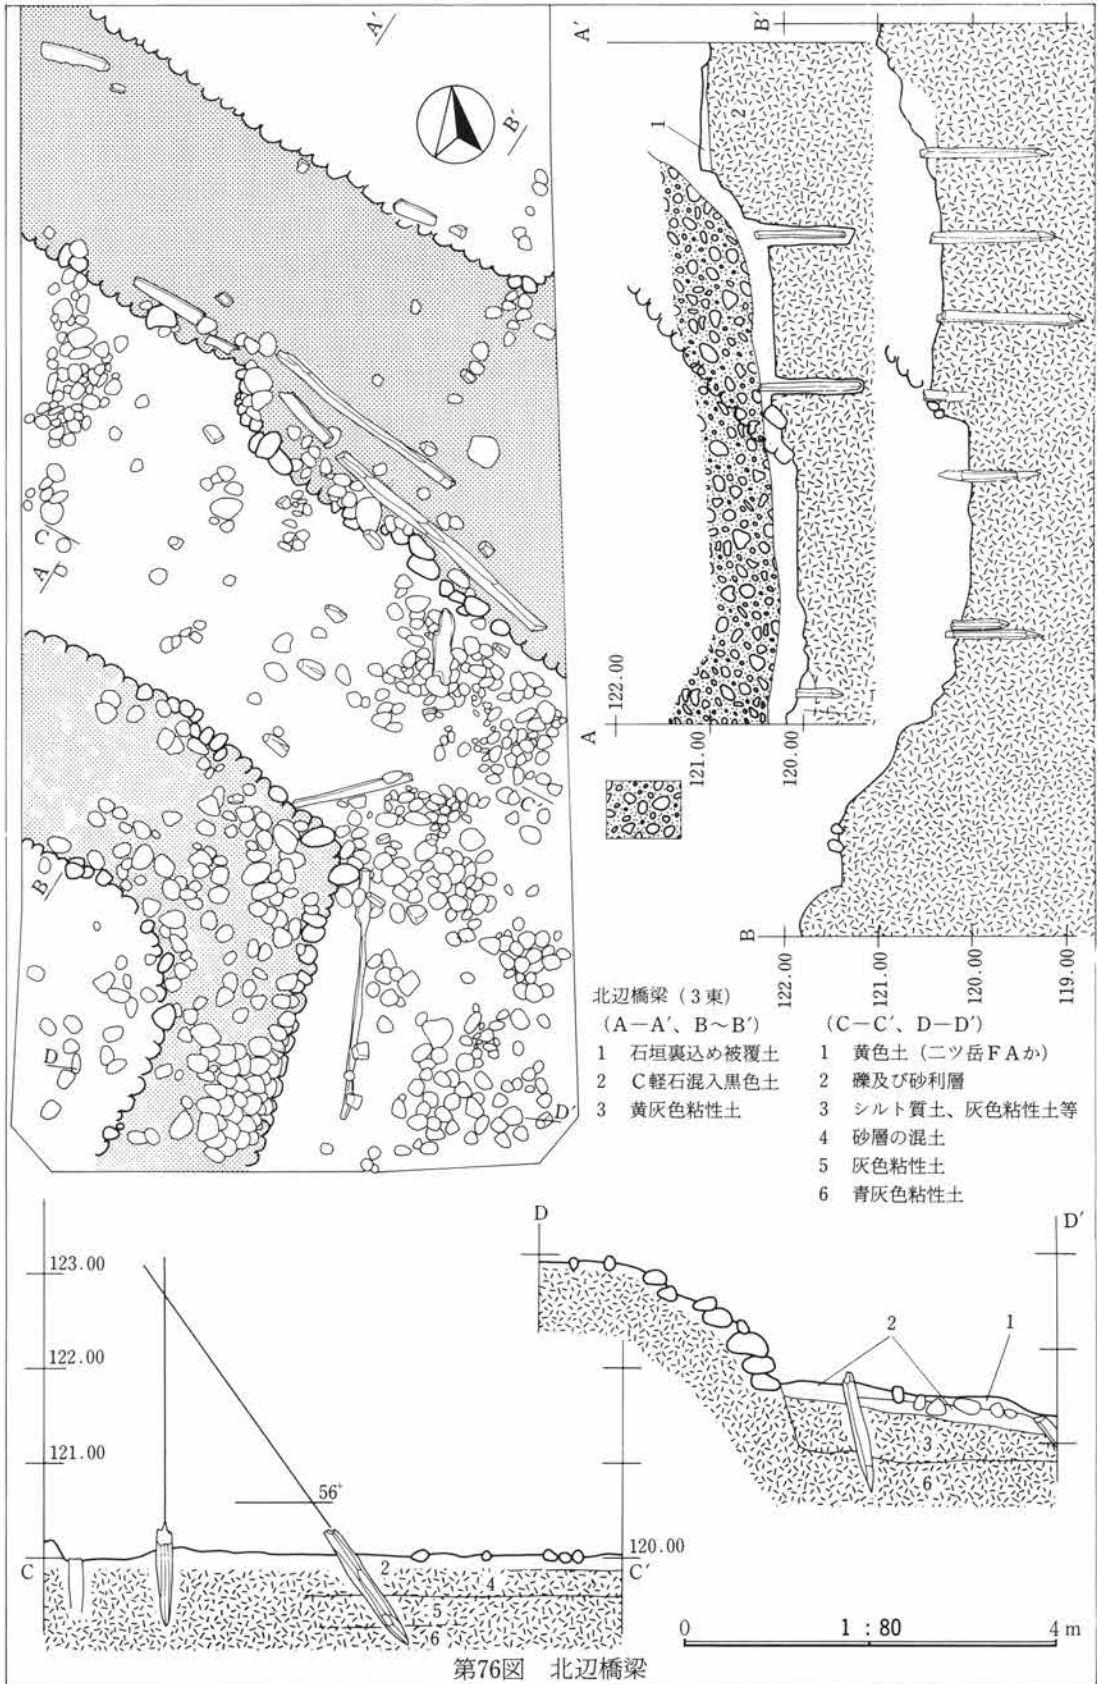 A′
B′
C
A
B
C′
D
D′
A′
1
2
B′
A
122.00
121.00
120.00
B
122.00
121.00
120.00
119.00
北辺橋梁（3東）
（A－A′、B～B′）
1 石垣裏込め被覆土
2 C軽石混入黒色土
3 黄灰色粘性土
（C－C′、D－D′）
1 黄色土（二ツ岳FAか）
2 礫及び砂利層
3 シルト質土、灰色粘性土等
4 砂層の混土
5 灰色粘性土
6 青灰色粘性土
123.00
122.00
121.00
56°
120.00
C
C′
2
4
5
6
D
D′
2
1
3
6
0 1：80 4m
第76図 北辺橋梁